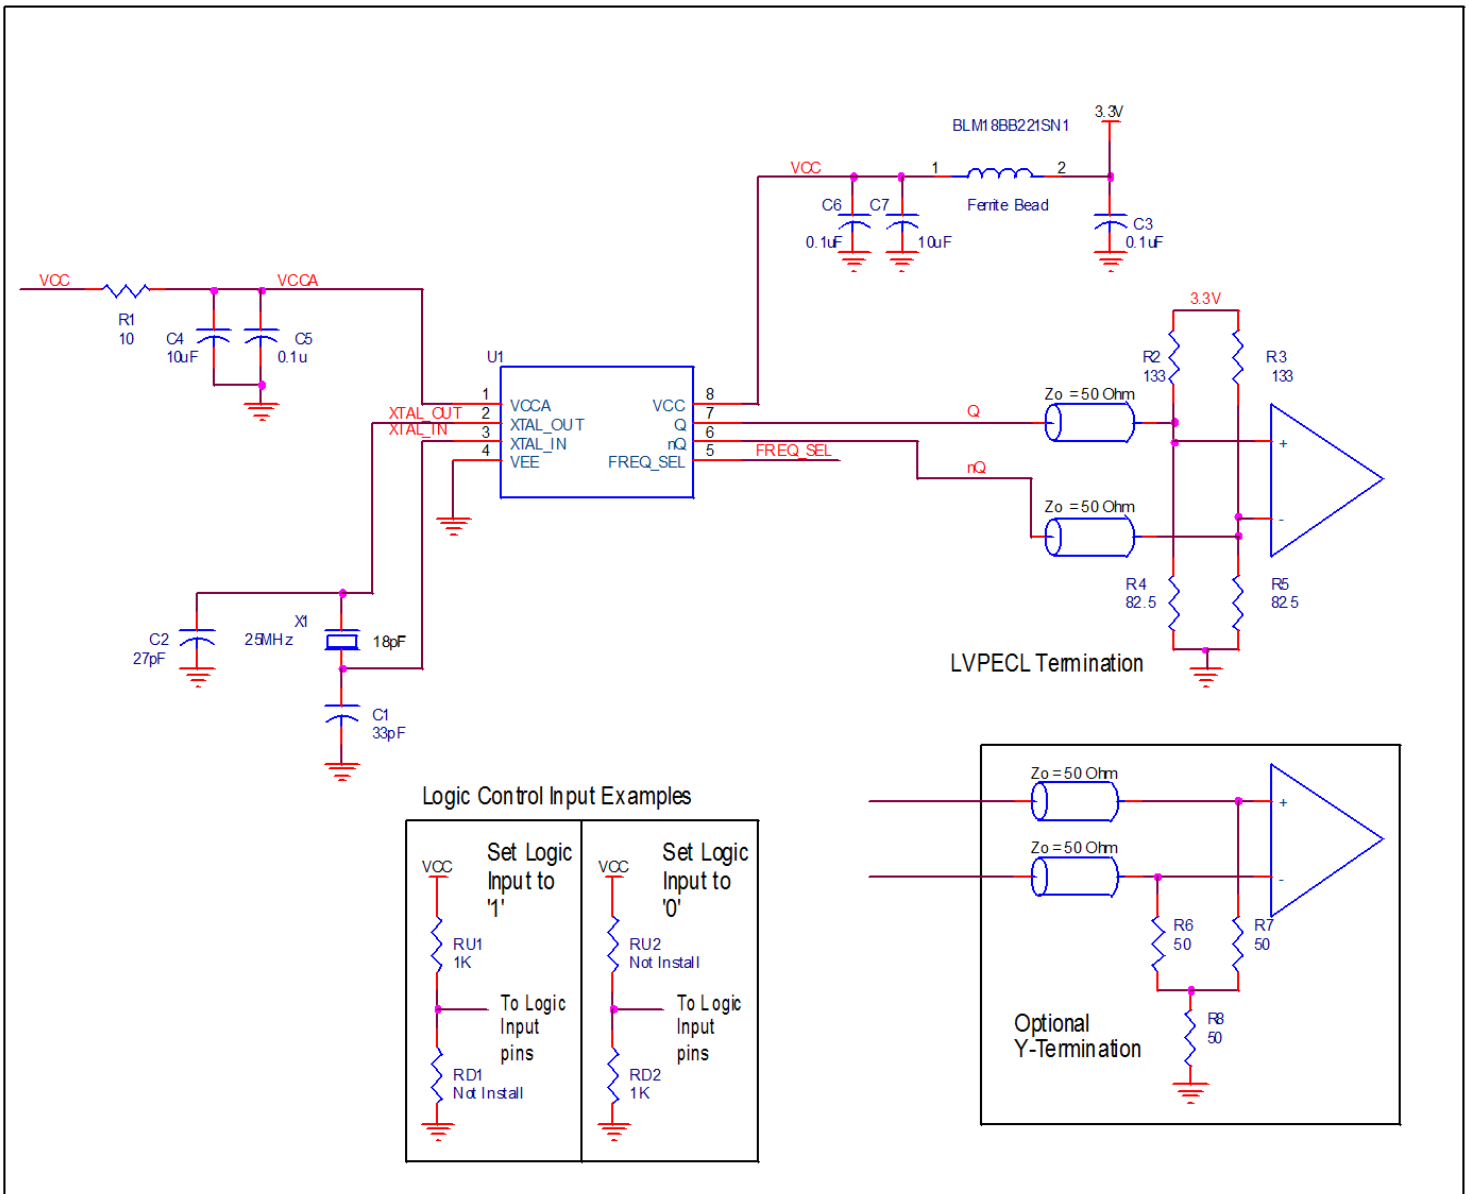 3.3V
BLM18BB221SN1
VCC
1
2
C6
C7
Ferrite Bead
C3
0.1uF
10uF
0.1uF
VCC
VCCA
3.3V
R1
10
C4
10uF
C5
0.1u
R2
133
R3
133
U1
1
VCCA
VCC
8
XTAL_OUT
2
XTAL_OUT
Q
7
Q
Zo = 50 Ohm
XTAL_IN
3
XTAL_IN
nQ
6
4
VEE
FREQ_SEL
5
FREQ_SEL
+
nQ
Zo = 50 Ohm
-
R4
82.5
R5
82.5
C2
27pF
25MHz
X1
18pF
LVPECL Termination
C1
33pF
Logic Control Input Examples
VCC
Set Logic
Input to
'1'
RU1
1K
To Logic
Input
pins
RD1
Not Install
VCC
Set Logic
Input to
'0'
RU2
Not Install
To Logic
Input
pins
RD2
1K
Zo = 50 Ohm
+
Zo = 50 Ohm
-
R6
50
R7
50
R8
50
Optional
Y-Termination